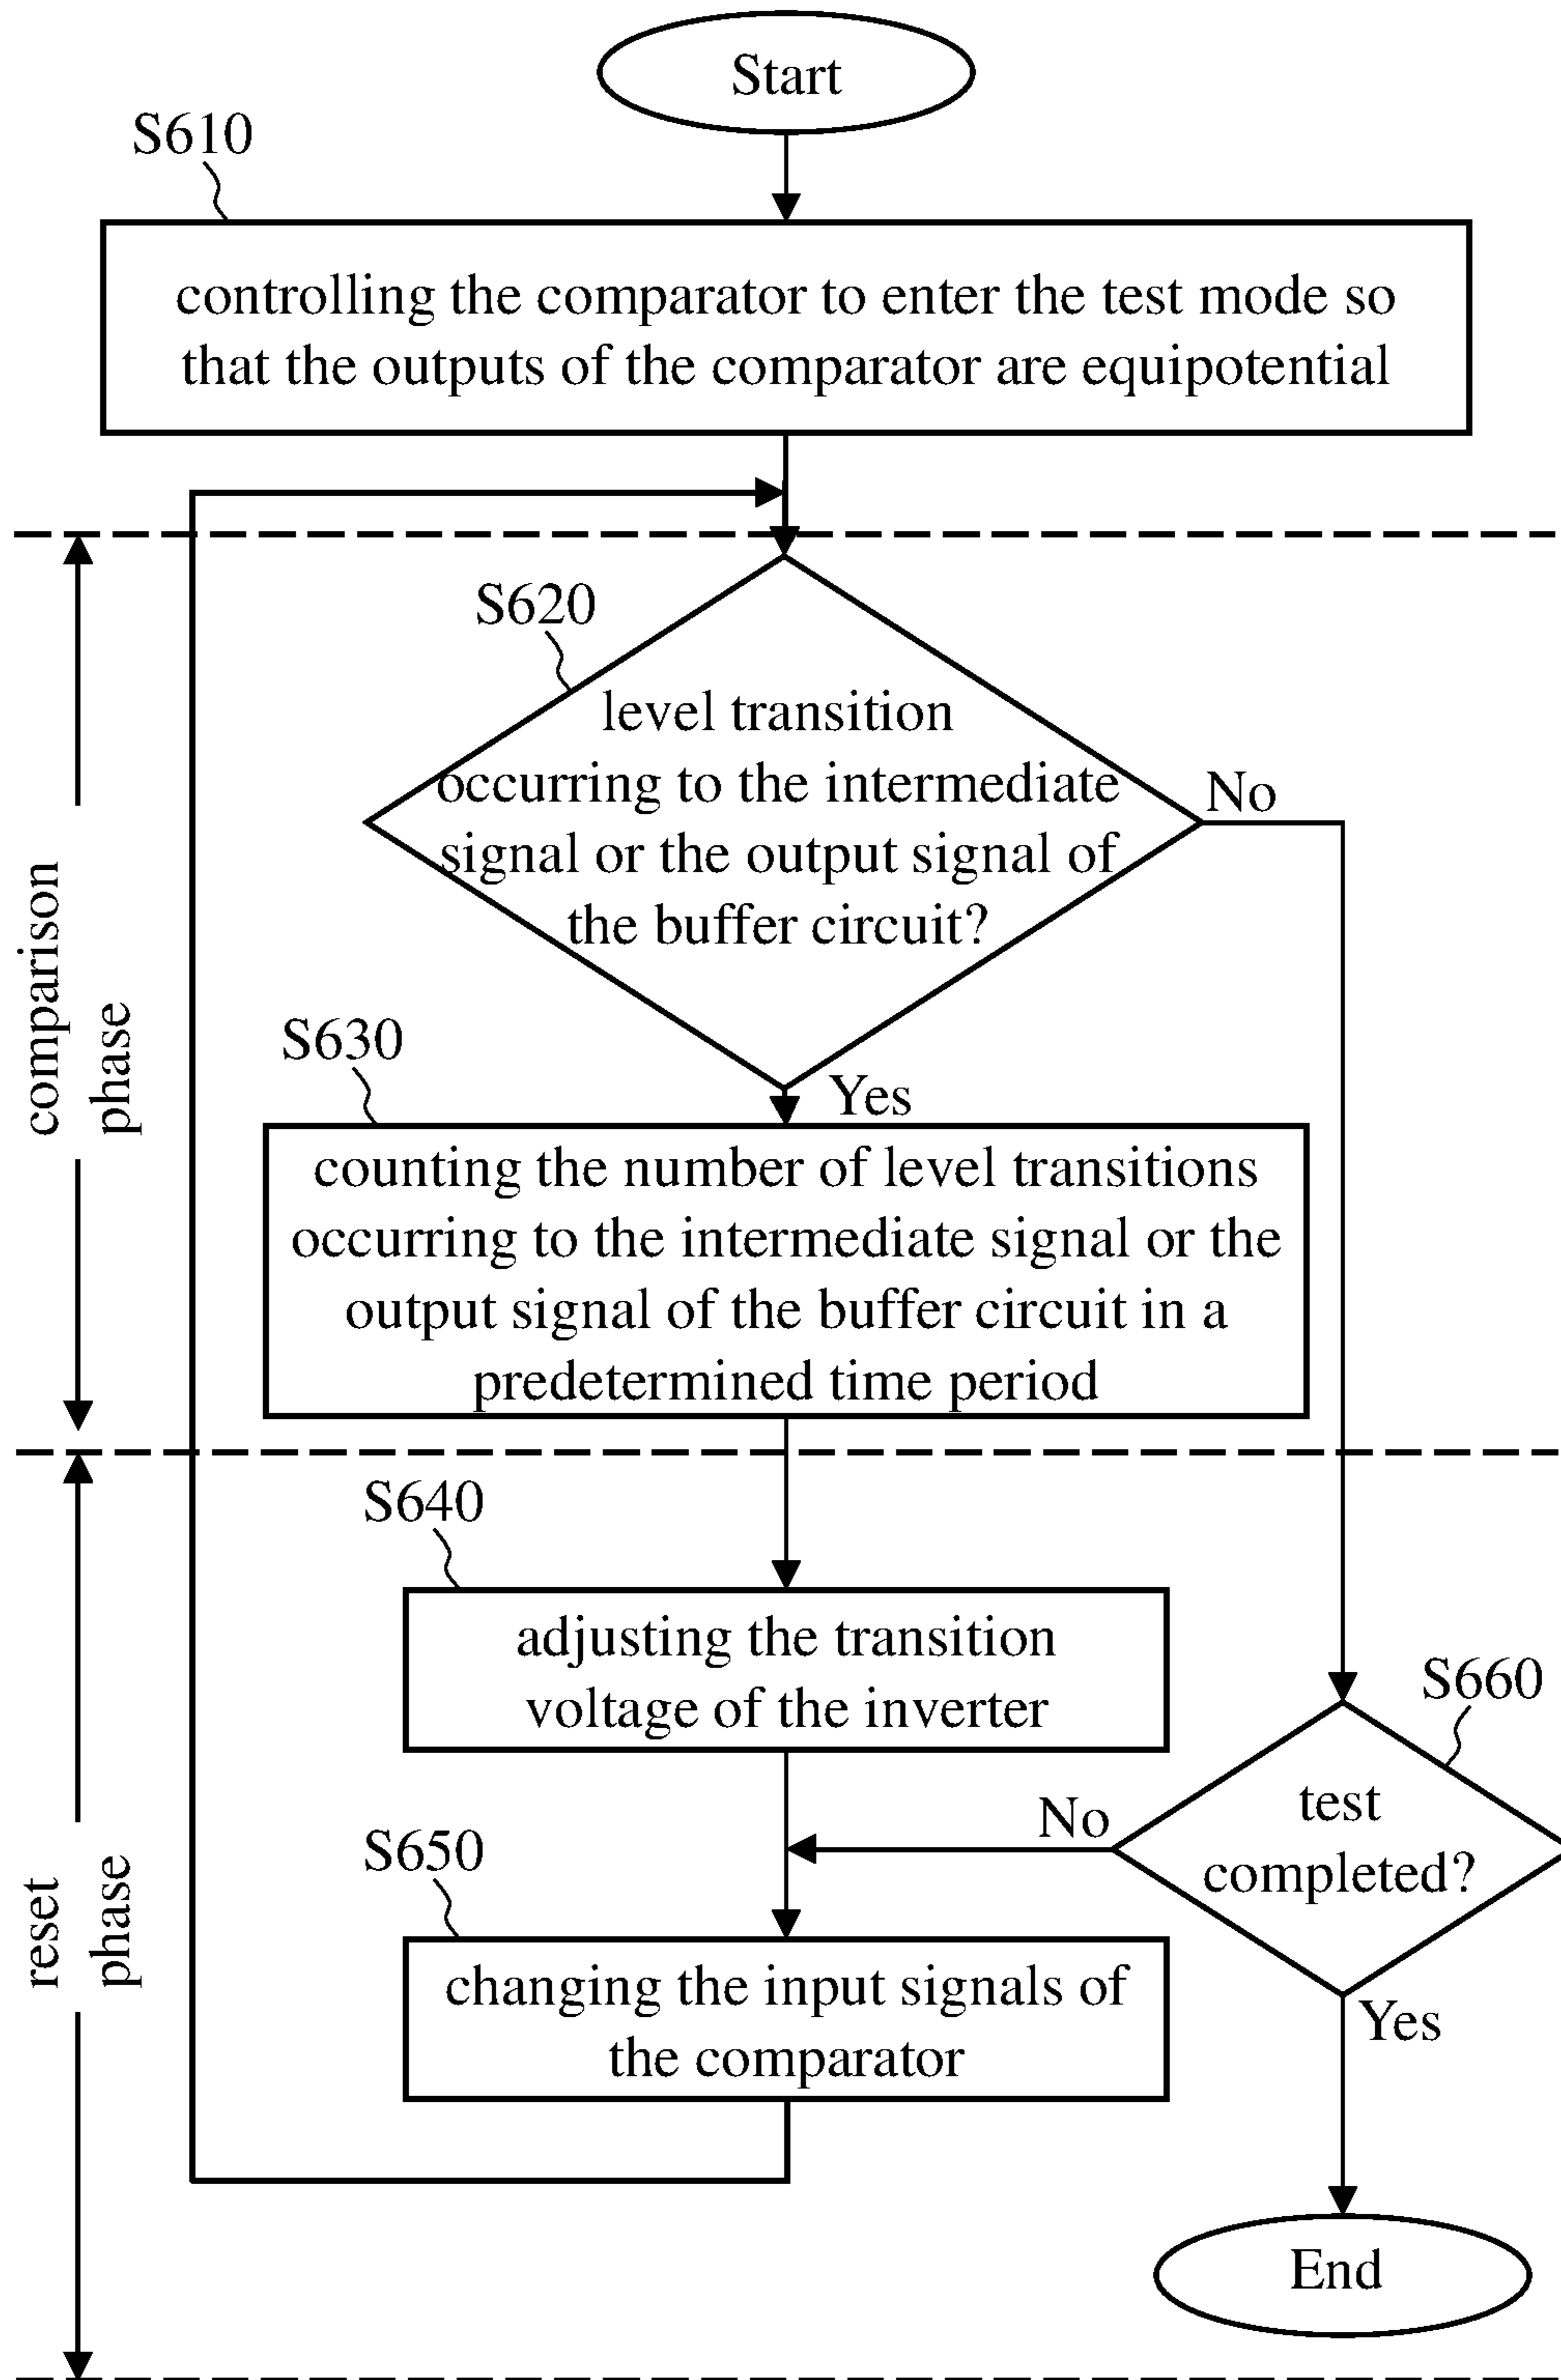 Start
S610
controlling the comparator to enter the test mode so
that the outputs of the comparator are equipotential
S620
level transition
occurring to the intermediate
signal or the output signal of
the buffer circuit?
No
Yes
comparison
phase
S630
counting the number of level transitions
occurring to the intermediate signal or the
output signal of the buffer circuit in a
predetermined time period
S640
adjusting the transition
voltage of the inverter
S660
test
completed?
No
Yes
reset
phase
S650
changing the input signals of
the comparator
End